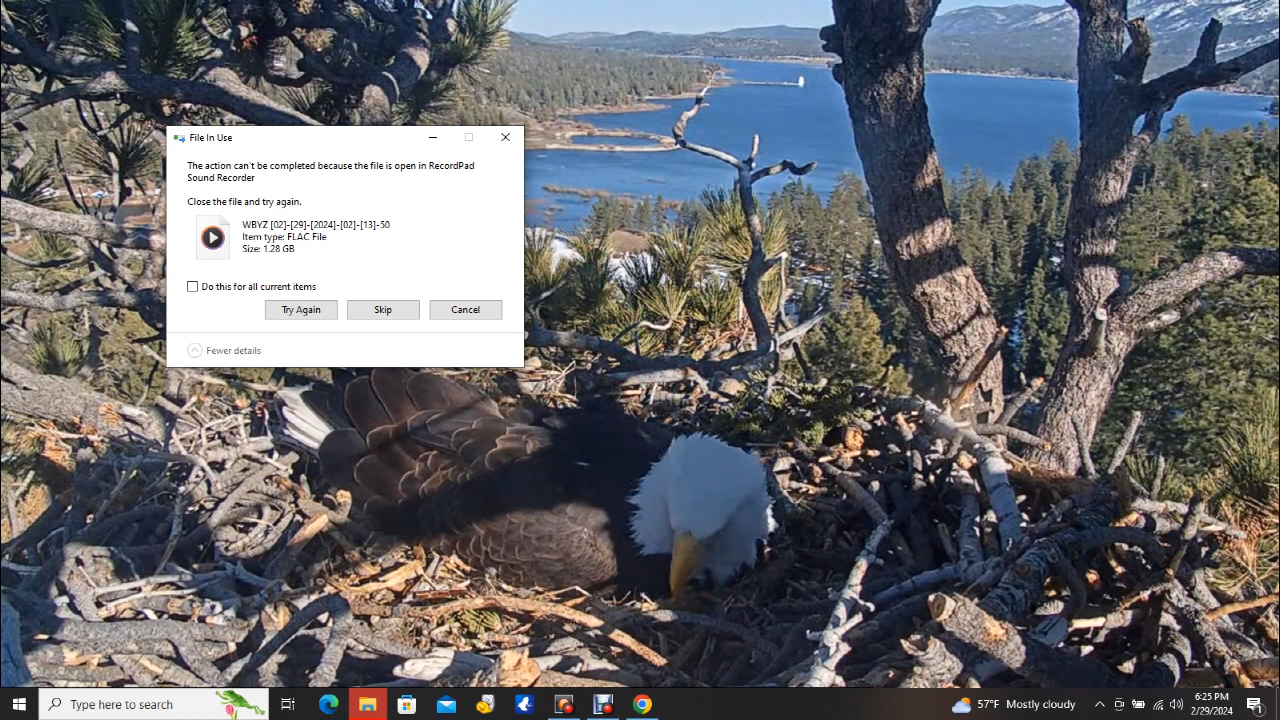 File In Use
The action can't be completed because the file is open in RecordPad
Sound Recorder
Close the file and try again.
WBYZ [02]-[29]-[2024]-[02]-[13]-50
Item type: FLAC File
Size: 1.28 GB
Do this for all current items
Try Again
Skip
Cancel
Fewer details
Type here to search
57°F Mostly cloudy
6:25 PM
2/29/2024
1